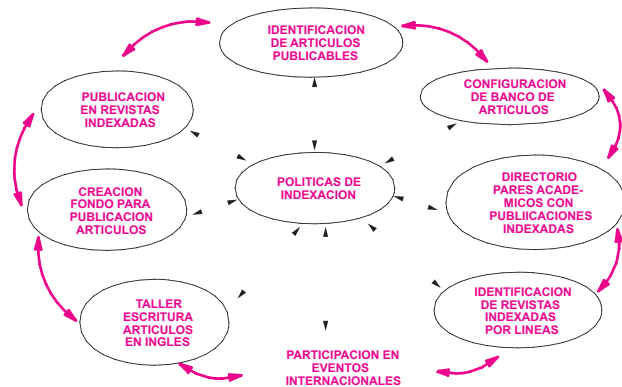 IDENTIFICACION
DE ARTICULOS
PUBLICABLES
PUBLICACION
EN REVISTAS
INDEXADAS
CONFIGURACION
DE BANCO DE
ARTICULOS
POLITICAS DE
INDEXACION
CREACION
FONDO PARA
PUBLICACION
ARTICULOS
DIRECTORIO
PARES ACADE-
MICOS CON
PUBLIICACIONES
INDEXADAS
TALLER
ESCRITURA
ARTICULOS
EN INGLES
IDENTIFICACION
DE REVISTAS
INDEXADAS
POR LINEAS
PARTICIPACION EN
EVENTOS
INTERNACIONALES